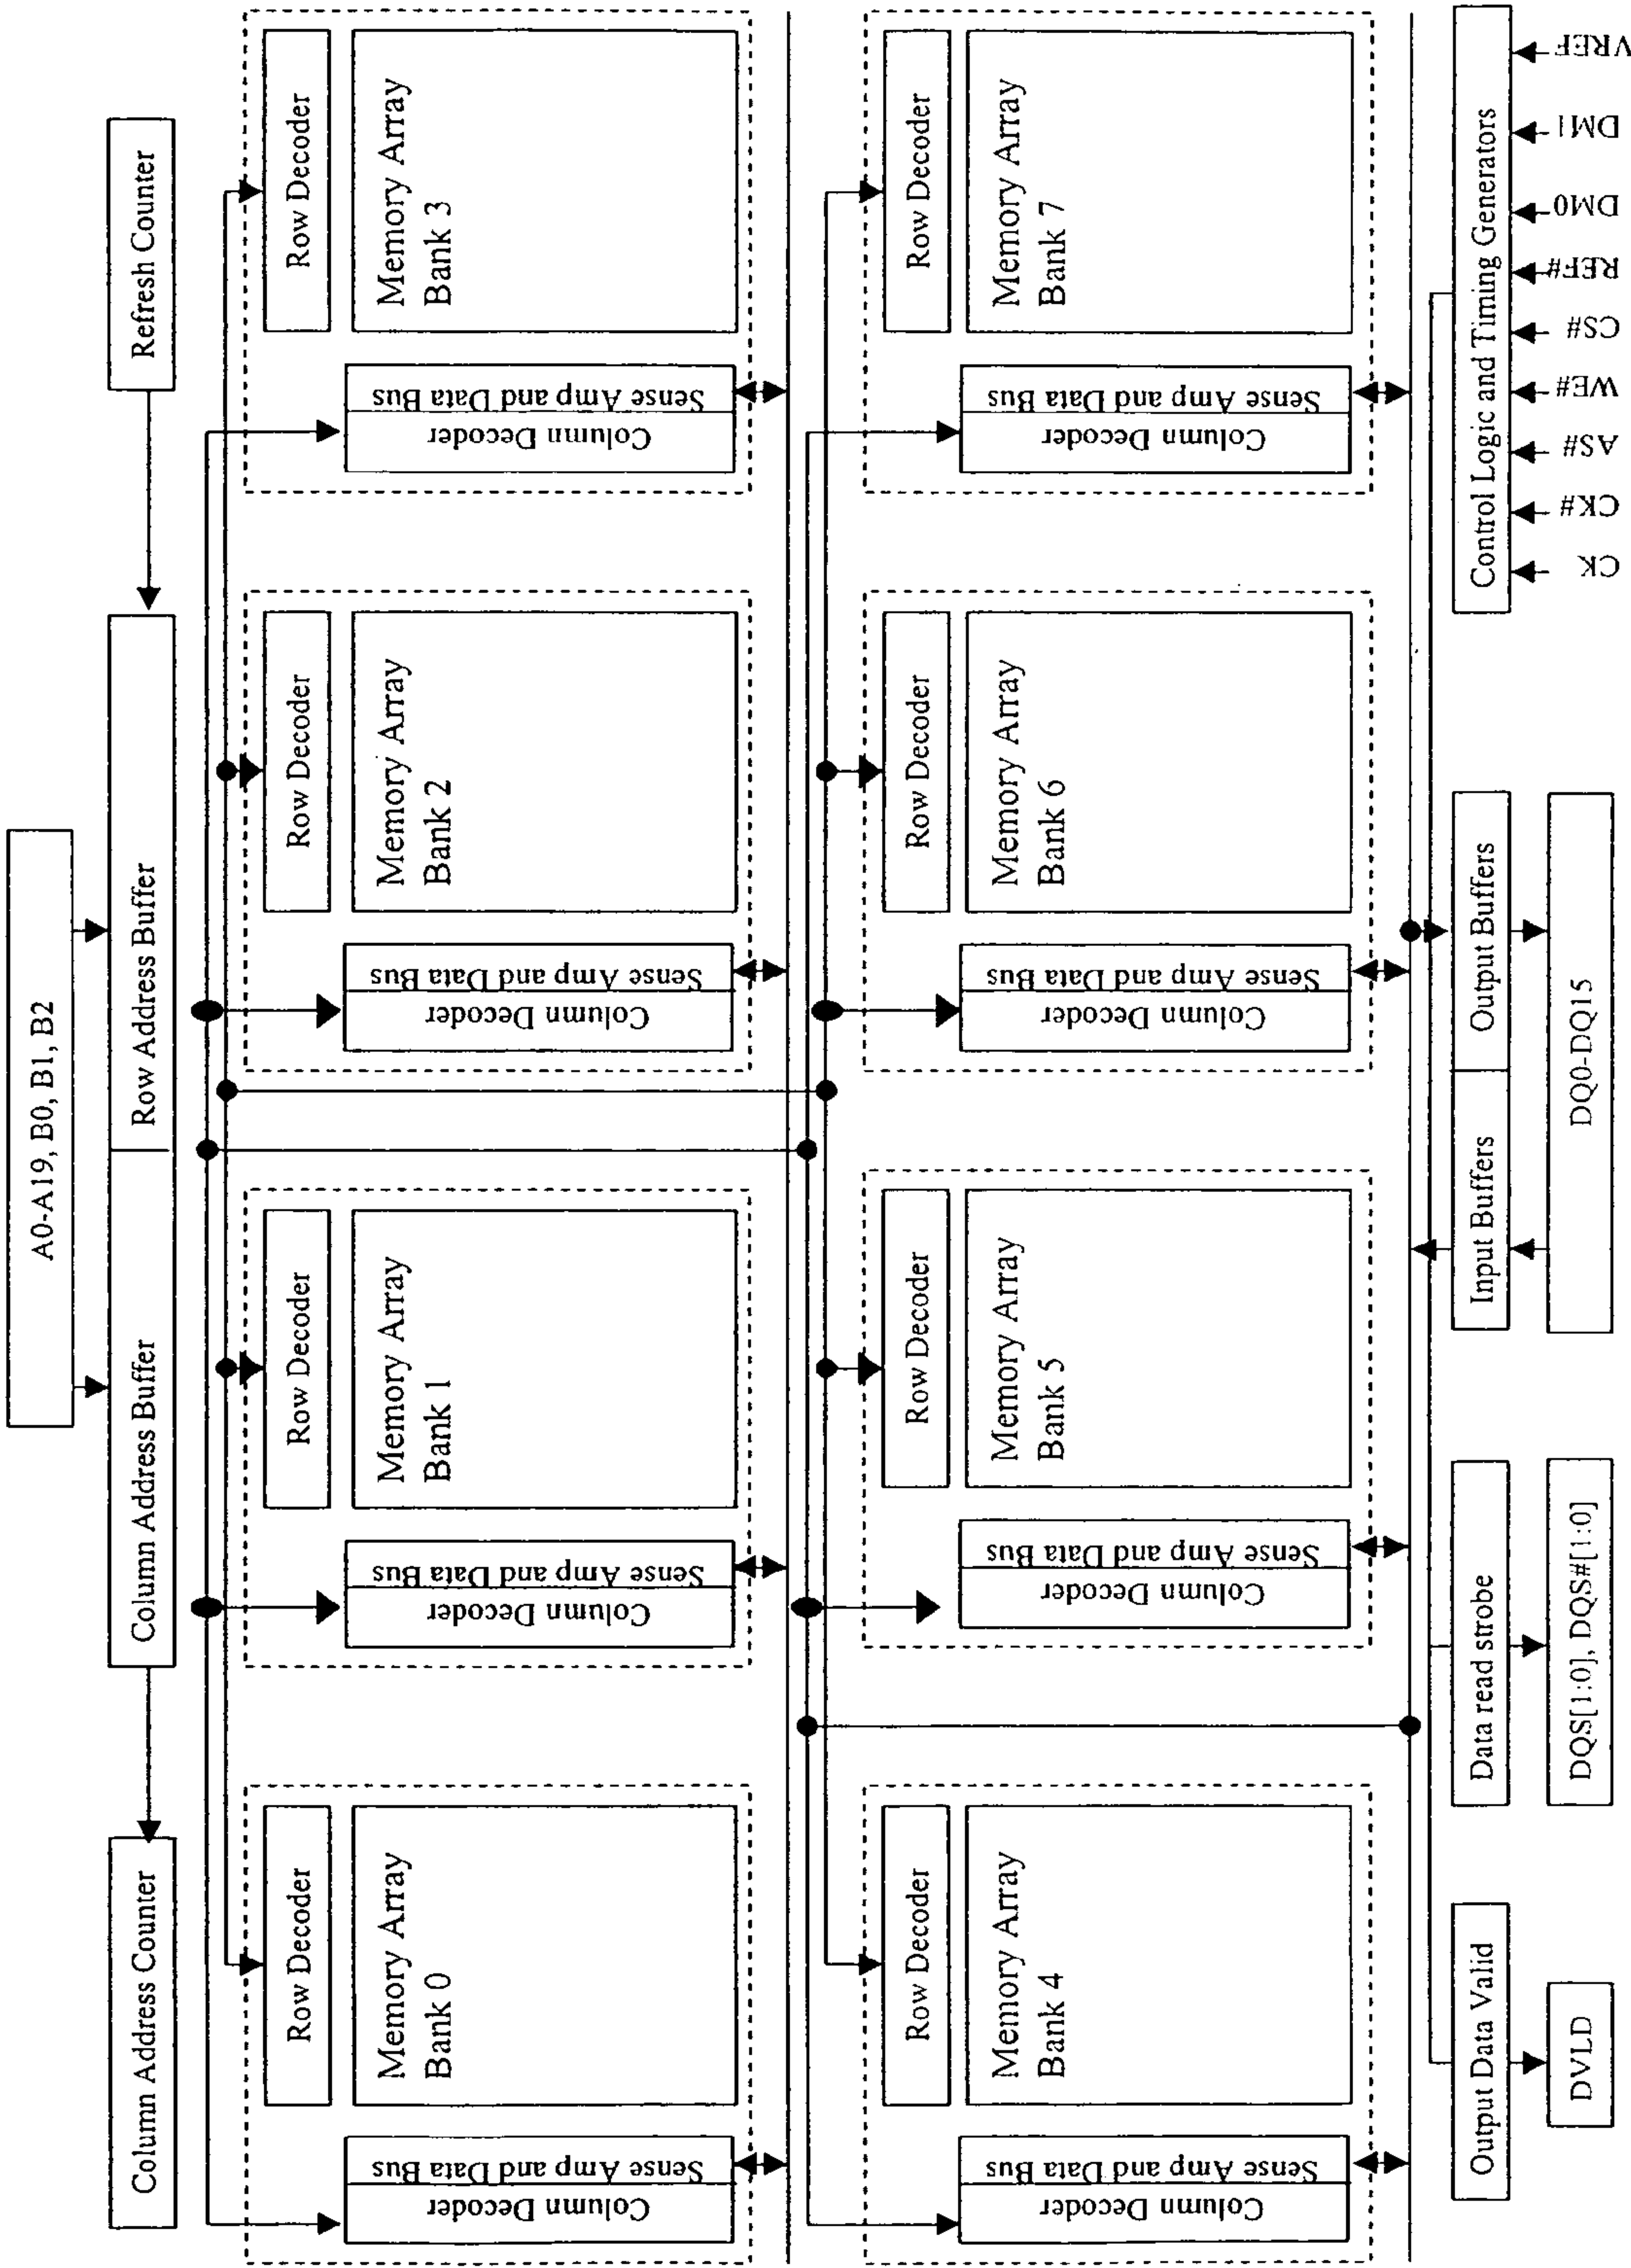 A0-A19, B0, B1, B2
Column Address Counter
Column Address Buffer
Row Address Buffer
Refresh Counter
Row Decoder
Memory Array
Bank 0
Column Decoder
Sense Amp and Data Bus
Row Decoder
Memory Array
Bank 1
Column Decoder
Sense Amp and Data Bus
Row Decoder
Memory Array
Bank 2
Column Decoder
Sense Amp and Data Bus
Row Decoder
Memory Array
Bank 3
Column Decoder
Sense Amp and Data Bus
Row Decoder
Memory Array
Bank 4
Column Decoder
Sense Amp and Data Bus
Row Decoder
Memory Array
Bank 5
Column Decoder
Sense Amp and Data Bus
Row Decoder
Memory Array
Bank 6
Column Decoder
Sense Amp and Data Bus
Row Decoder
Memory Array
Bank 7
Column Decoder
Sense Amp and Data Bus
Output Data Valid
DVLD
Data read strobe
DQS[1:0], DQS#[1:0]
Input Buffers
Output Buffers
DQ0-DQ15
Control Logic and Timing Generators
CK
CK#
AS#
WE#
CS#
REF#
DM0
DM1
VREF